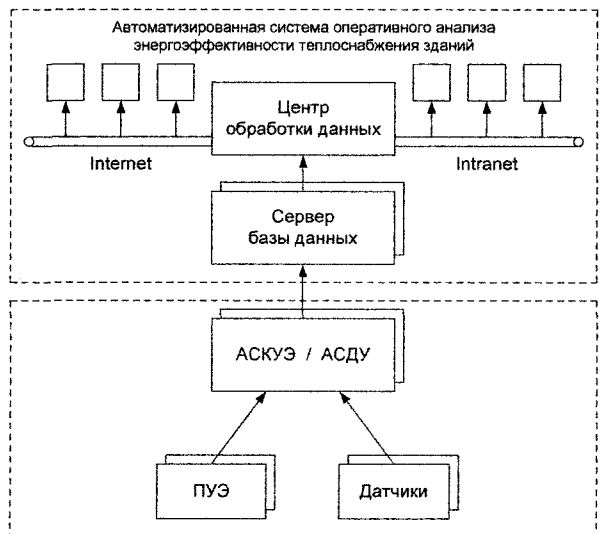 Автоматизированная система оперативного анализа
энергоэффективности теплоснабжения зданий
Центр
обработки данных
Internet
Intranet
Сервер
базы данных
АСКУЭ / АСДУ
ПУЭ
Датчики